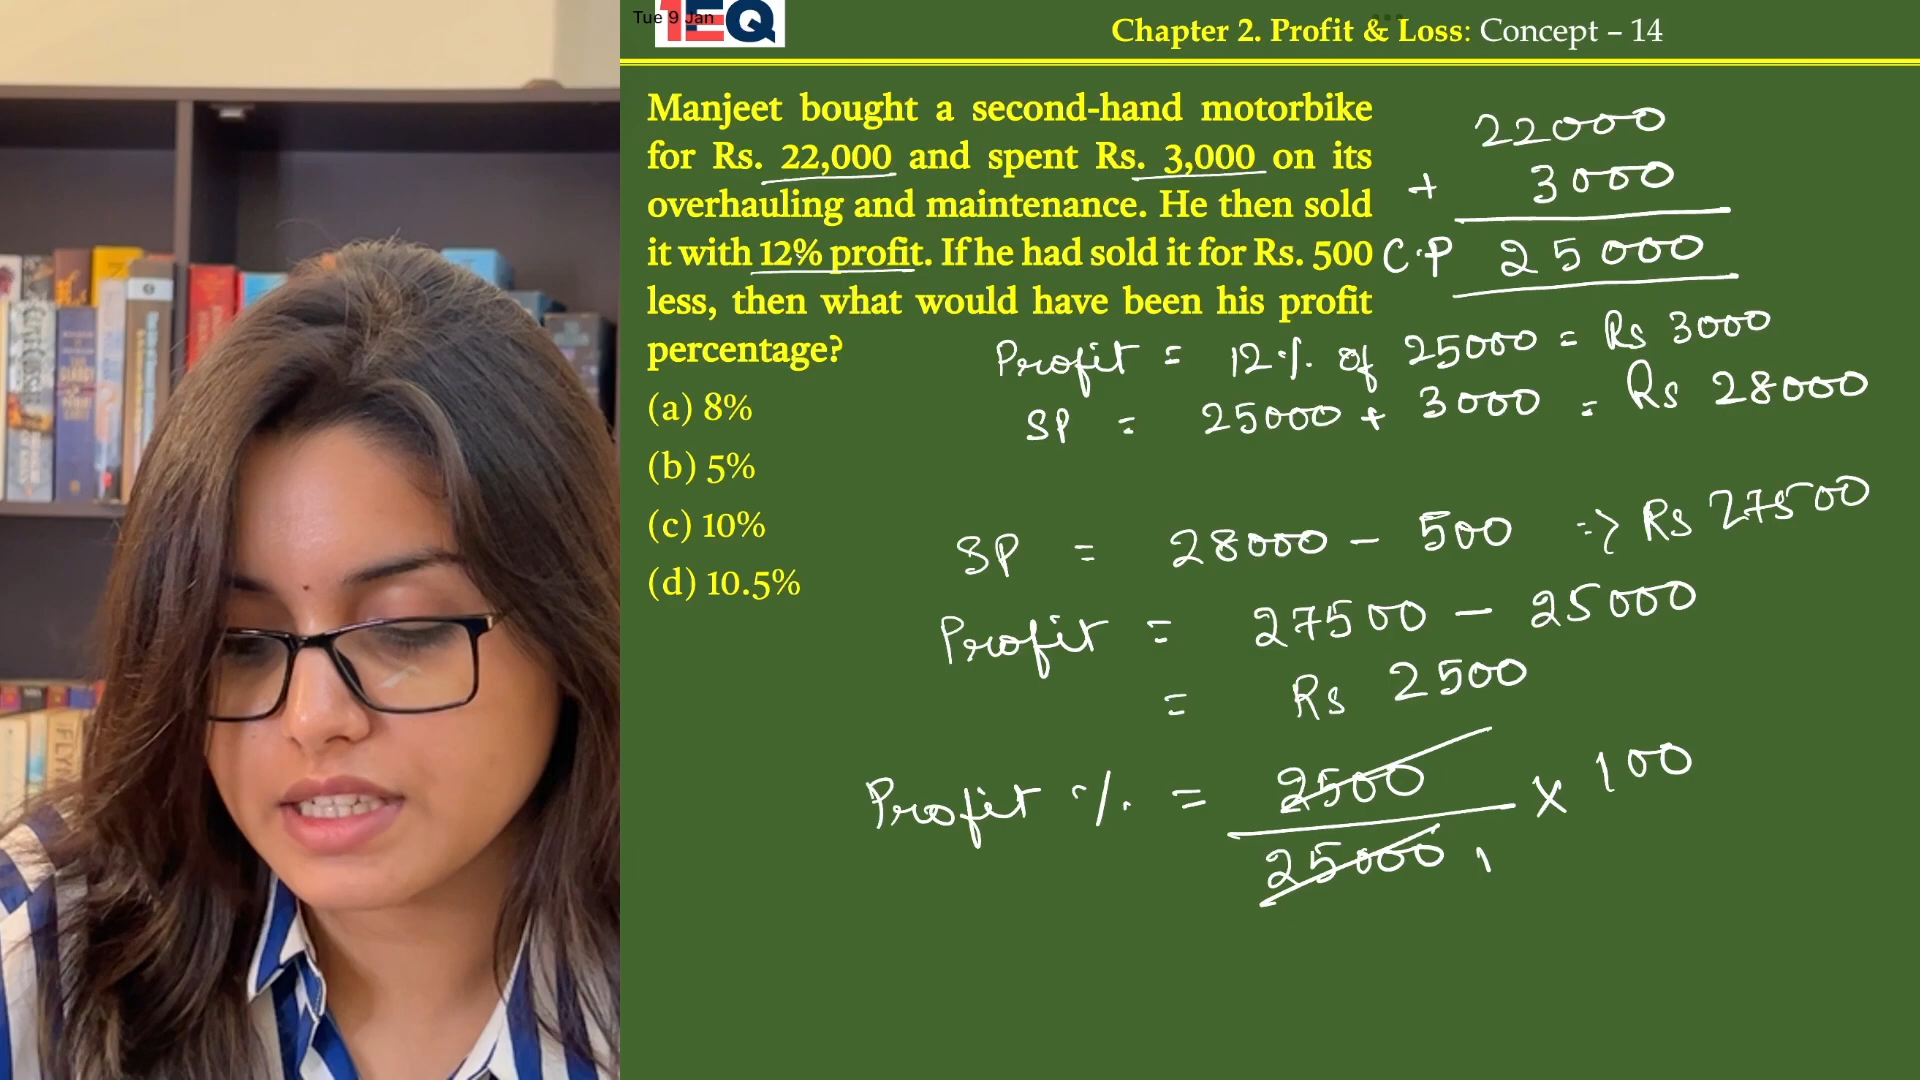 Tue 9 Jan
1EQ
Chapter 2. Profit & Loss: Concept – 14
Manjeet bought a second-hand motorbike
for Rs. 22,000 and spent Rs. 3,000 on its
overhauling and maintenance. He then sold
it with 12% profit. If he had sold it for Rs. 500
less, then what would have been his profit
percentage?
(a) 8%
(b) 5%
(c) 10%
(d) 10.5%
22000
+ 3000
C.P 25000
Profit = 12% of 25000 = Rs 3000
SP = 25000 + 3000 = Rs 28000
SP = 28000 - 500 => Rs 27500
Profit = 27500 - 25000
= Rs 2500
Profit % = 2500 × 100
25000 1
FLYN